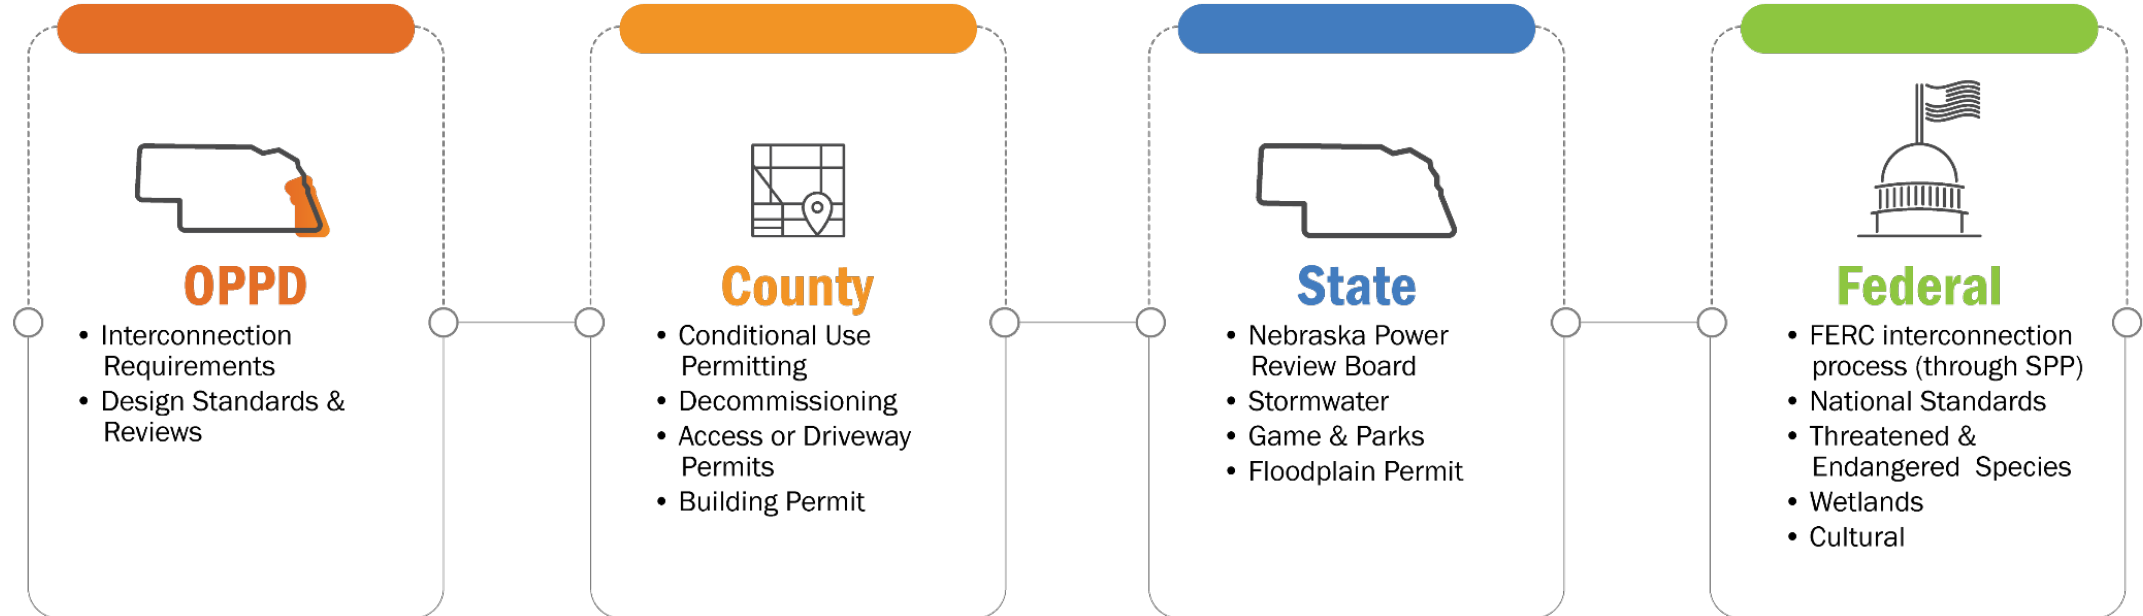 OPPD
• Interconnection
Requirements
• Design Standards &
Reviews
County
• Conditional Use
Permitting
• Decommissioning
• Access or Driveway
Permits
• Building Permit
State
• Nebraska Power
Review Board
• Stormwater
• Game & Parks
• Floodplain Permit
Federal
• FERC interconnection
process (through SPP)
• National Standards
• Threatened &
Endangered  Species
• Wetlands
• Cultural